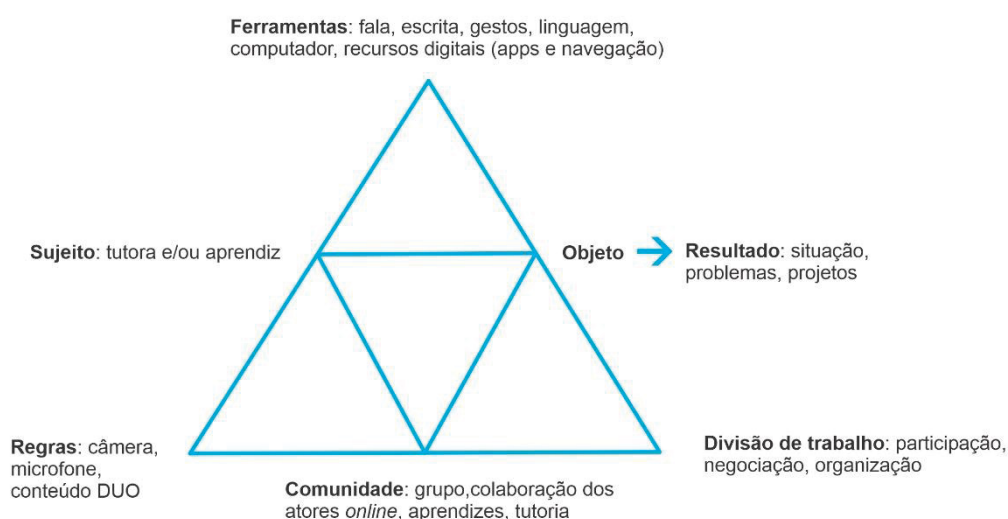 Ferramentas: fala, escrita, gestos, linguagem,
computador, recursos digitais (apps e navegação)
Sujeito: tutora e/ou aprendiz
Objeto
Resultado: situação,
problemas, projetos
Regras: câmera,
microfone,
conteúdo DUO
Comunidade: grupo,colaboração dos
atores online, aprendizes, tutoria
Divisão de trabalho: participação,
negociação, organização